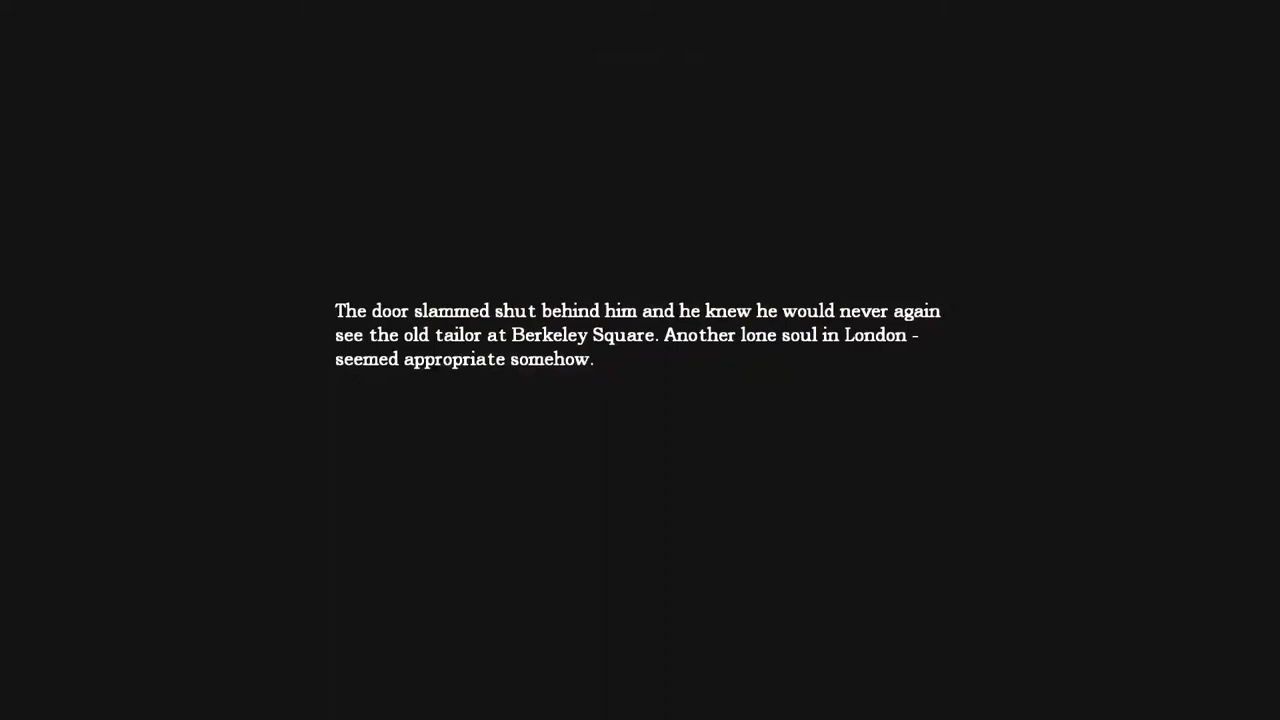 The door slammed shut behind him and he knew he would never again
see the old tailor at Berkeley Square. Another lone soul in London -
seemed appropriate somehow.